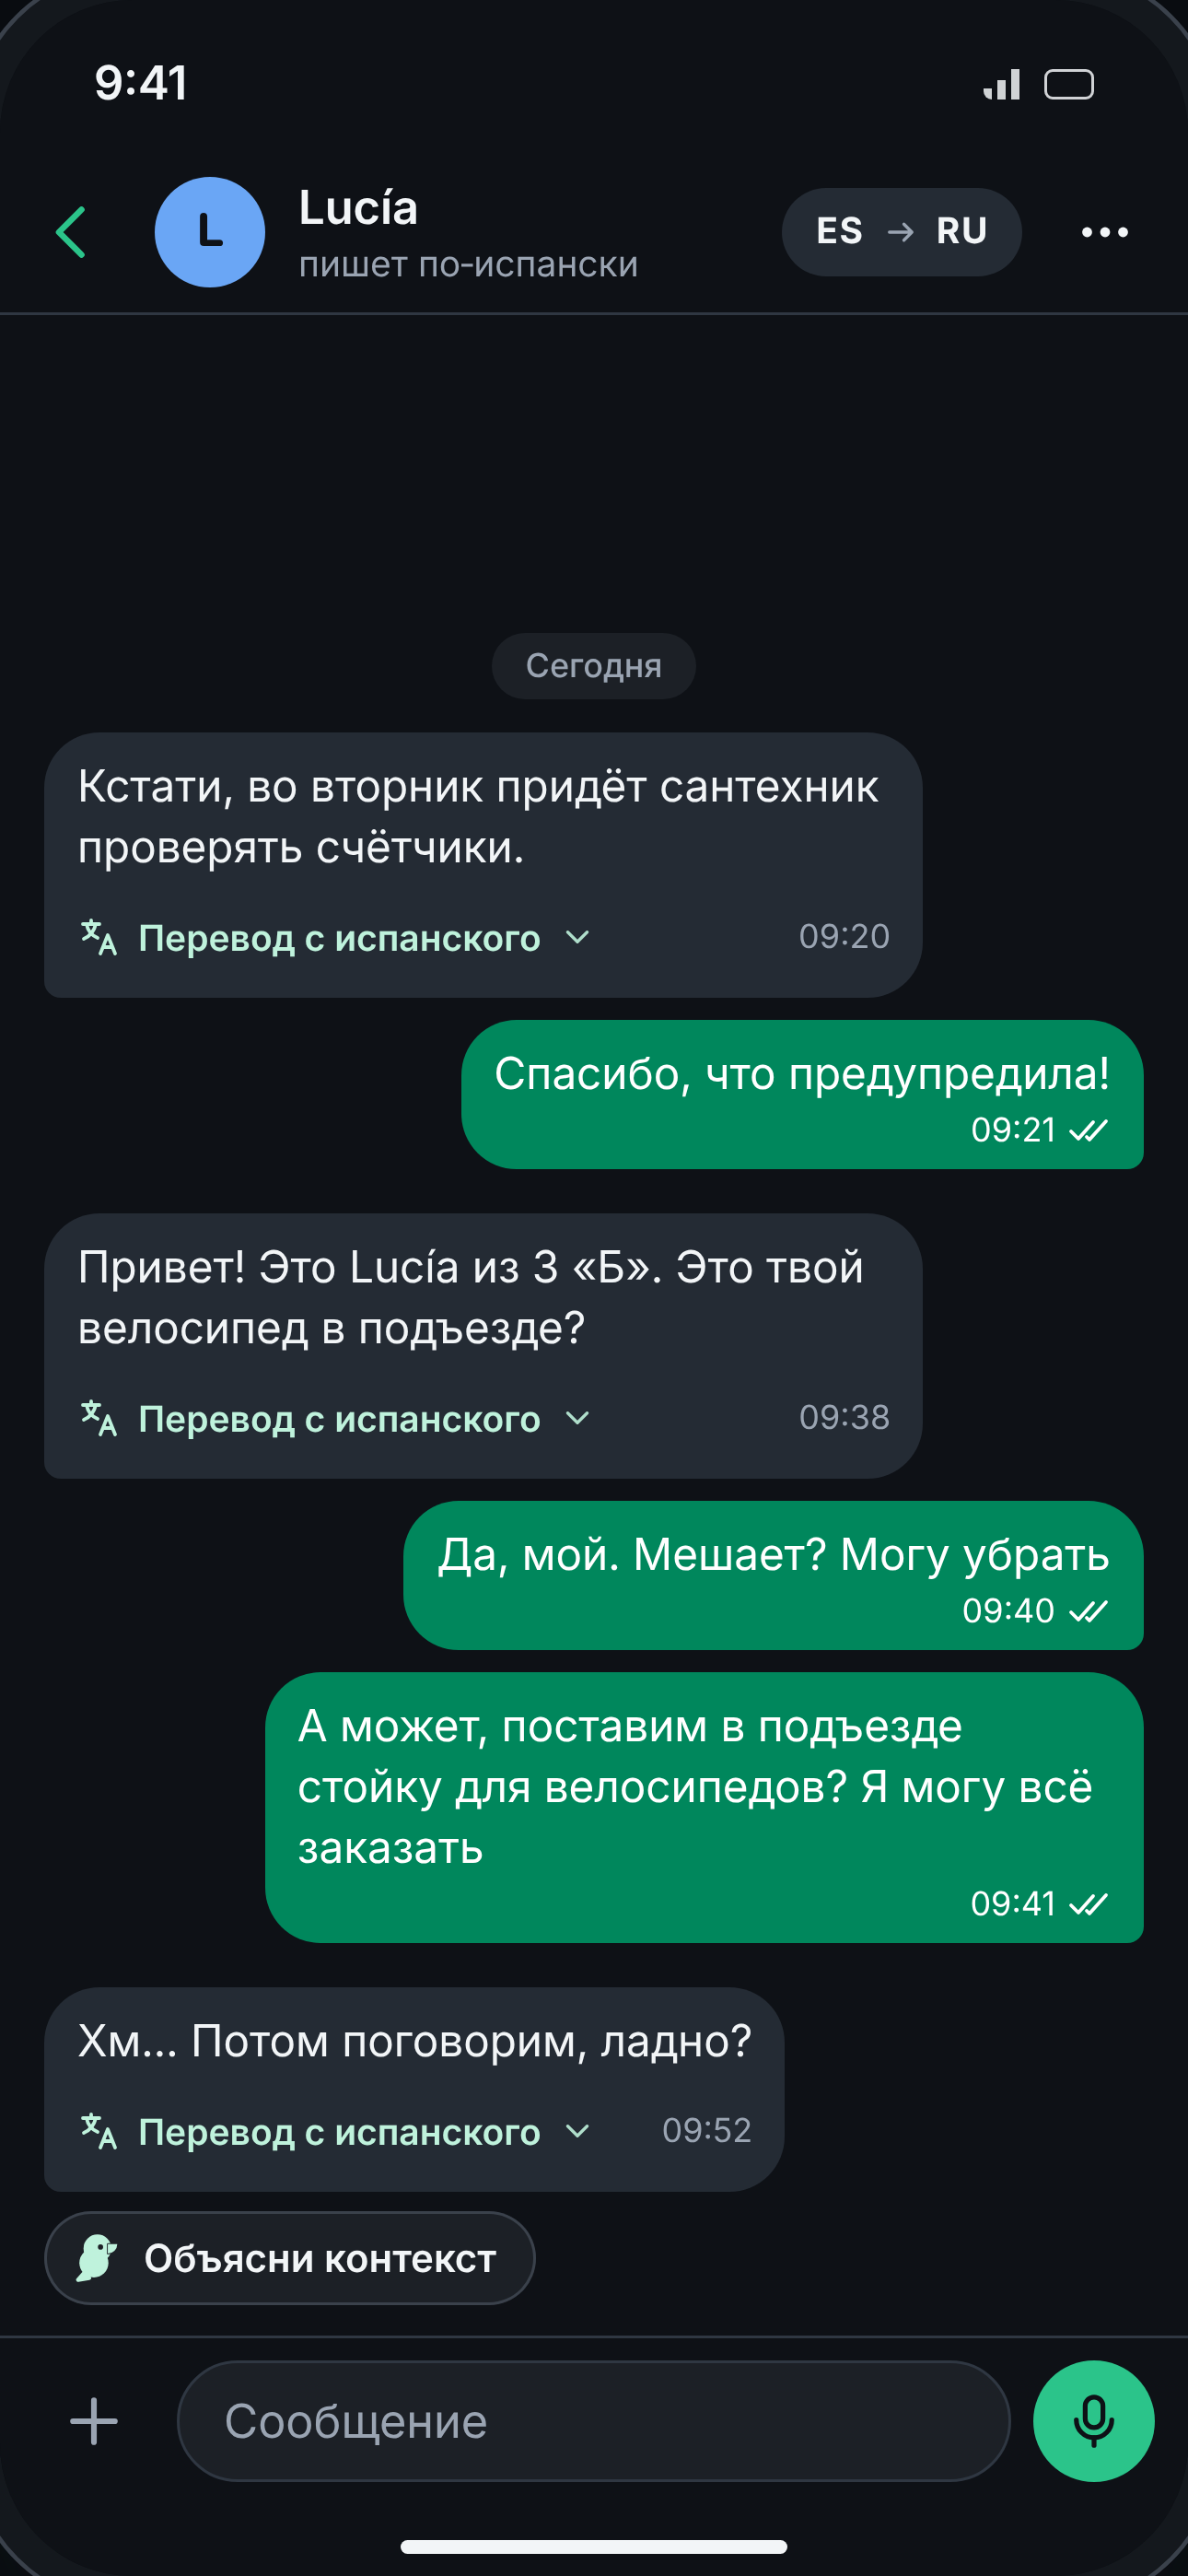 9:41
L
Lucía
пишет по-испански
ES → RU
Сегодня
Кстати, во вторник придёт сантехник
проверять счётчики.
Перевод с испанского
09:20
Спасибо, что предупредила!
09:21
Привет! Это Lucía из 3 «Б». Это твой
велосипед в подъезде?
Перевод с испанского
09:38
Да, мой. Мешает? Могу убрать
09:40
А может, поставим в подъезде
стойку для велосипедов? Я могу всё
заказать
09:41
Хм... Потом поговорим, ладно?
Перевод с испанского
09:52
Объясни контекст
Сообщение